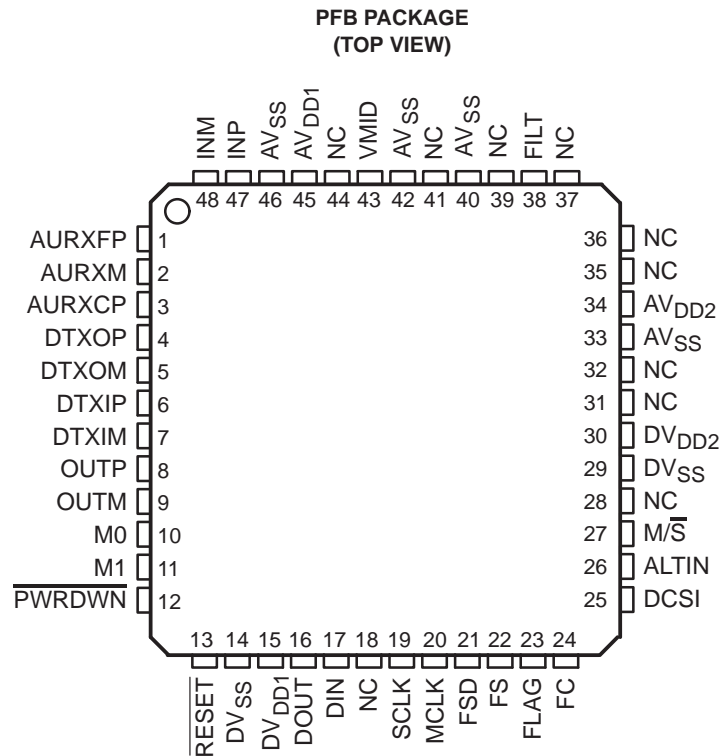 PFB PACKAGE
(TOP VIEW)
INM
INP
AVSS
AVDD1
NC
VMID
AVSS
NC
AVSS
NC
FILT
NC
48 47 46 45 44 43 42 41 40 39 38 37
AURXFP 1
AURXM 2
AURXCP 3
DTXOP 4
DTXOM 5
DTXIP 6
DTXIM 7
OUTP 8
OUTM 9
M0 10
M1 11
PWRDWN 12
36 NC
35 NC
34 AVDD2
33 AVSS
32 NC
31 NC
30 DVDD2
29 DVSS
28 NC
27 M/S
26 ALTIN
25 DCSI
13 14 15 16 17 18 19 20 21 22 23 24
RESET
DVSS
DVDD1
DOUT
DIN
NC
SCLK
MCLK
FSD
FS
FLAG
FC